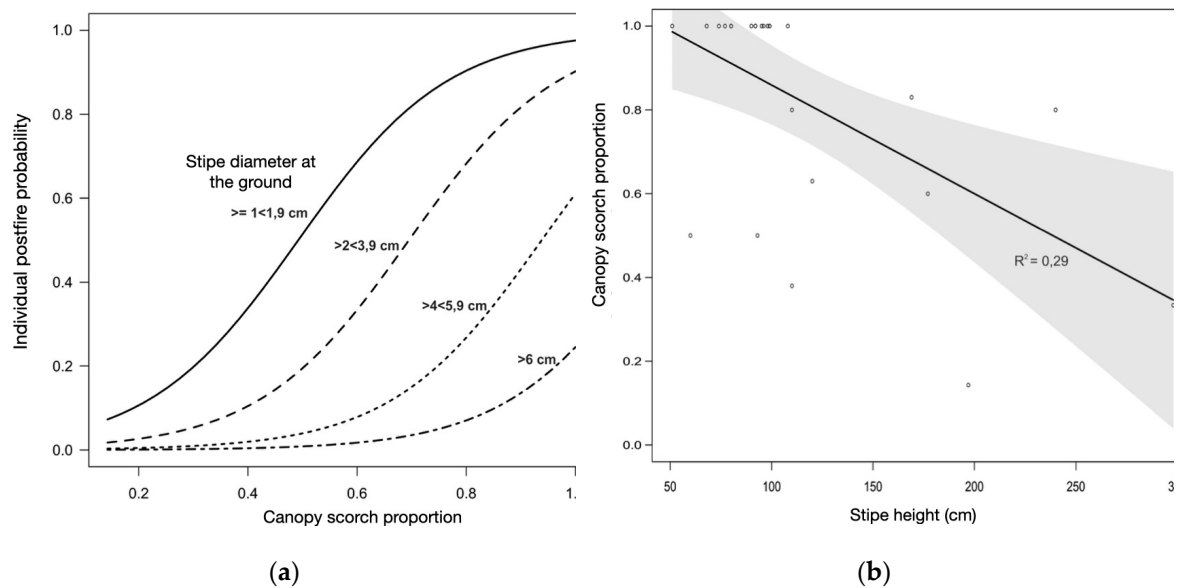 1.0
0.8
0.6
0.4
0.2
0.0
Individual postfire probability
Stipe diameter at
the ground
>= 1<1,9 cm
>2<3,9 cm
>4<5,9 cm
>6 cm
0.2
0.4
0.6
0.8
1.
Canopy scorch proportion
(a)
1.0
0.8
0.6
0.4
0.2
0.0
Canopy scorch proportion
R² = 0,29
50
100
150
200
250
3
Stipe height (cm)
(b)